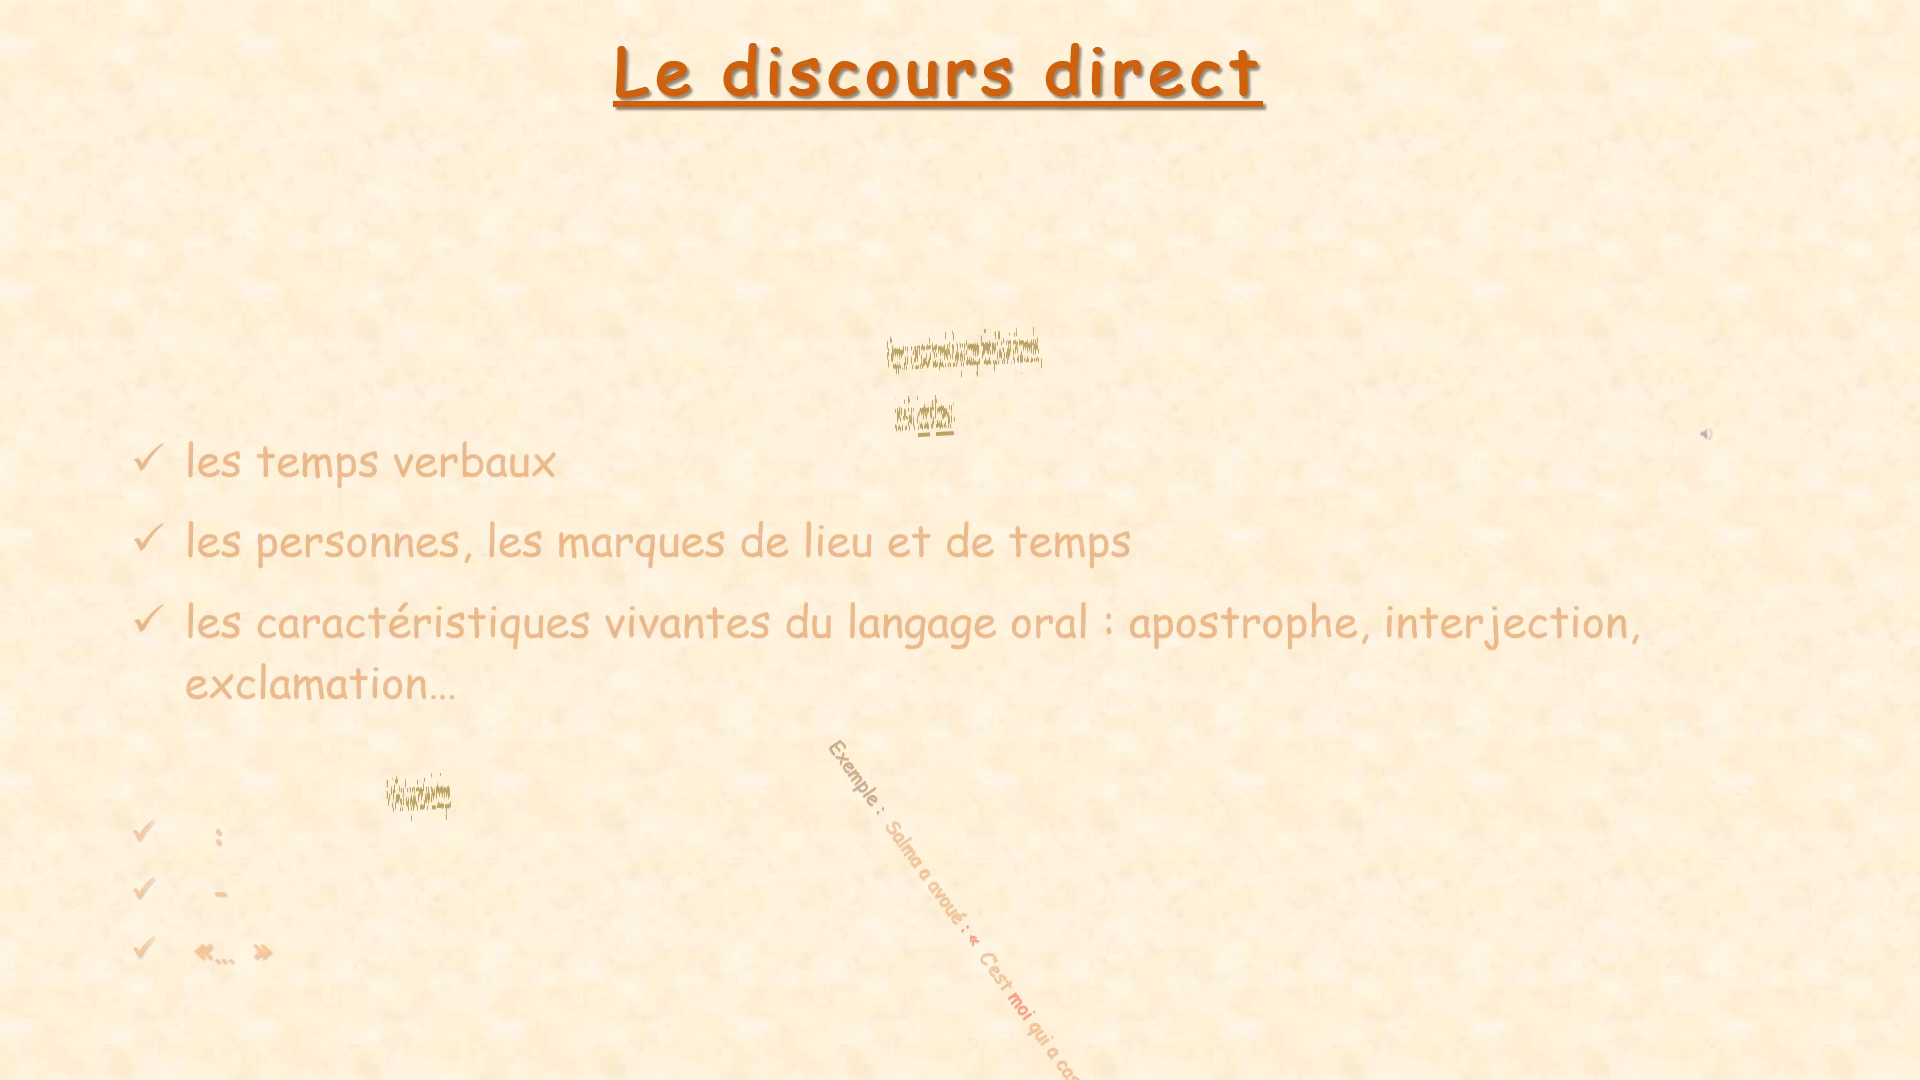 Le discours direct
✓ les temps verbaux
✓ les personnes, les marques de lieu et de temps
✓ les caractéristiques vivantes du langage oral : apostrophe, interjection,
exclamation...
✓ :
✓ -
✓ «... »
Exemple : Salma a avoué : « C'est moi qui a